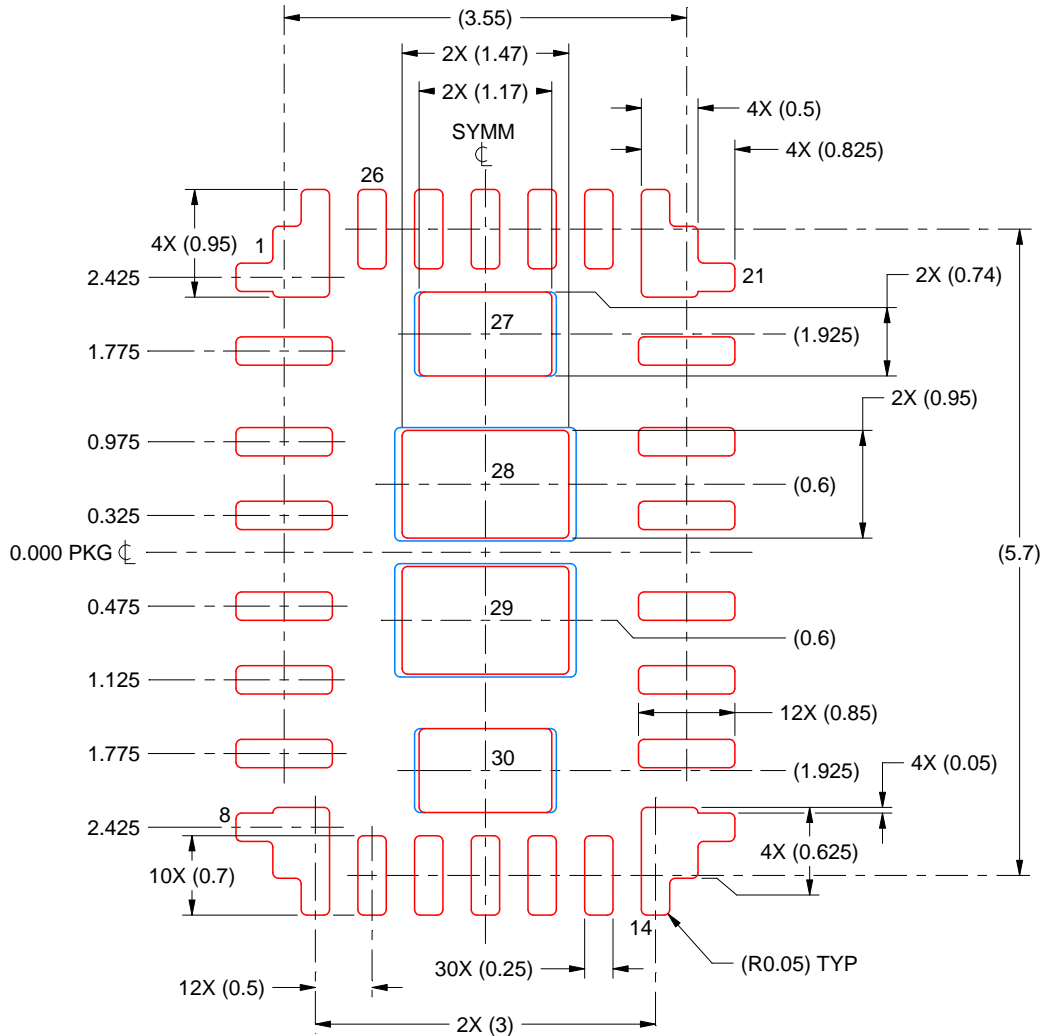 (3.55)
2X (1.47)
2X (1.17)
4X (0.5)
SYMM
℄
4X (0.825)
26
1
4X (0.95)
21
2.425
2X (0.74)
27
(1.925)
1.775
2X (0.95)
0.975
28
(0.6)
0.325
0.000 PKG ℄
(5.7)
0.475
29
(0.6)
1.125
12X (0.85)
1.775
30
(1.925)
4X (0.05)
8
2.425
4X (0.625)
10X (0.7)
14
30X (0.25)
(R0.05) TYP
12X (0.5)
2X (3)